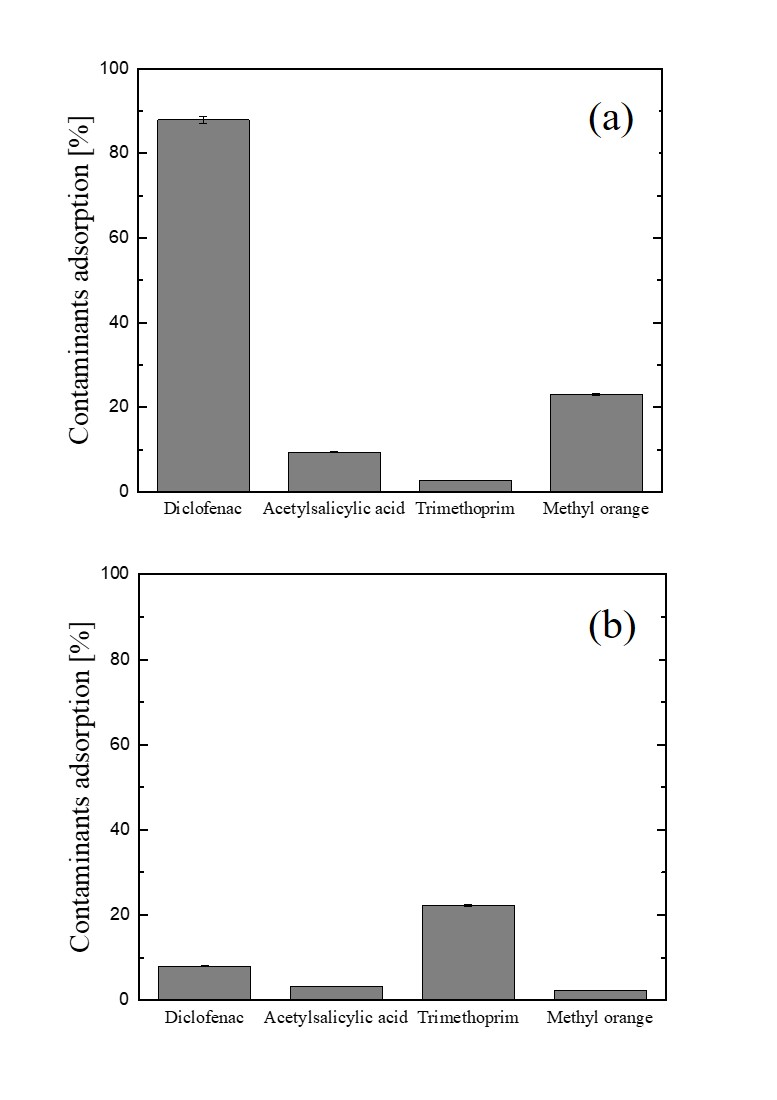 100
(a)
80
60
40
20
0
Contaminants adsorption [%]
Diclofenac Acetylsalicylic acid Trimethoprim Methyl orange
100
(b)
80
60
40
20
0
Contaminants adsorption [%]
Diclofenac Acetylsalicylic acid Trimethoprim Methyl orange